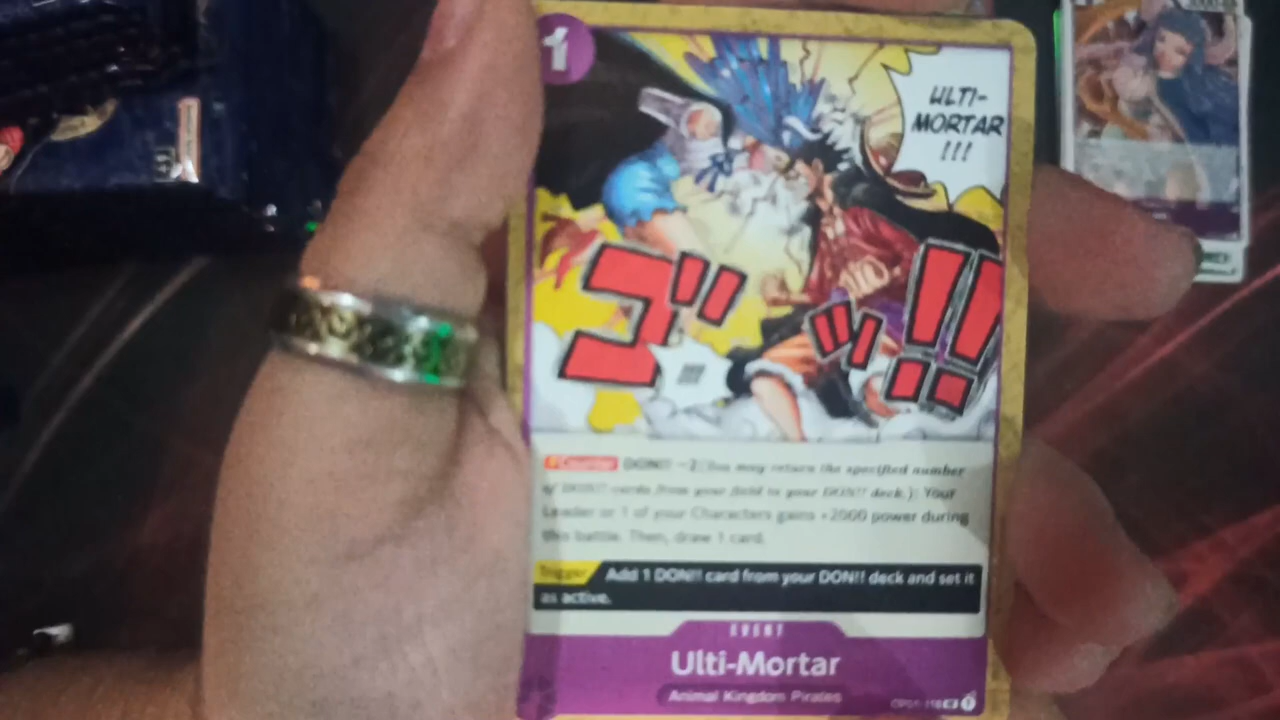 1
ULTI-
MORTAR
!!!
ゴッ!!
!!!!
Counter DON!! −2 (You may return the specified number
of DON!! cards from your field to your DON!! deck.): Your
Leader or 1 of your Characters gains +2000 power during
this battle. Then, draw 1 card.
Trigger Add 1 DON!! card from your DON!! deck and set it
as active.
EVENT
Ulti-Mortar
Animal Kingdom Pirates